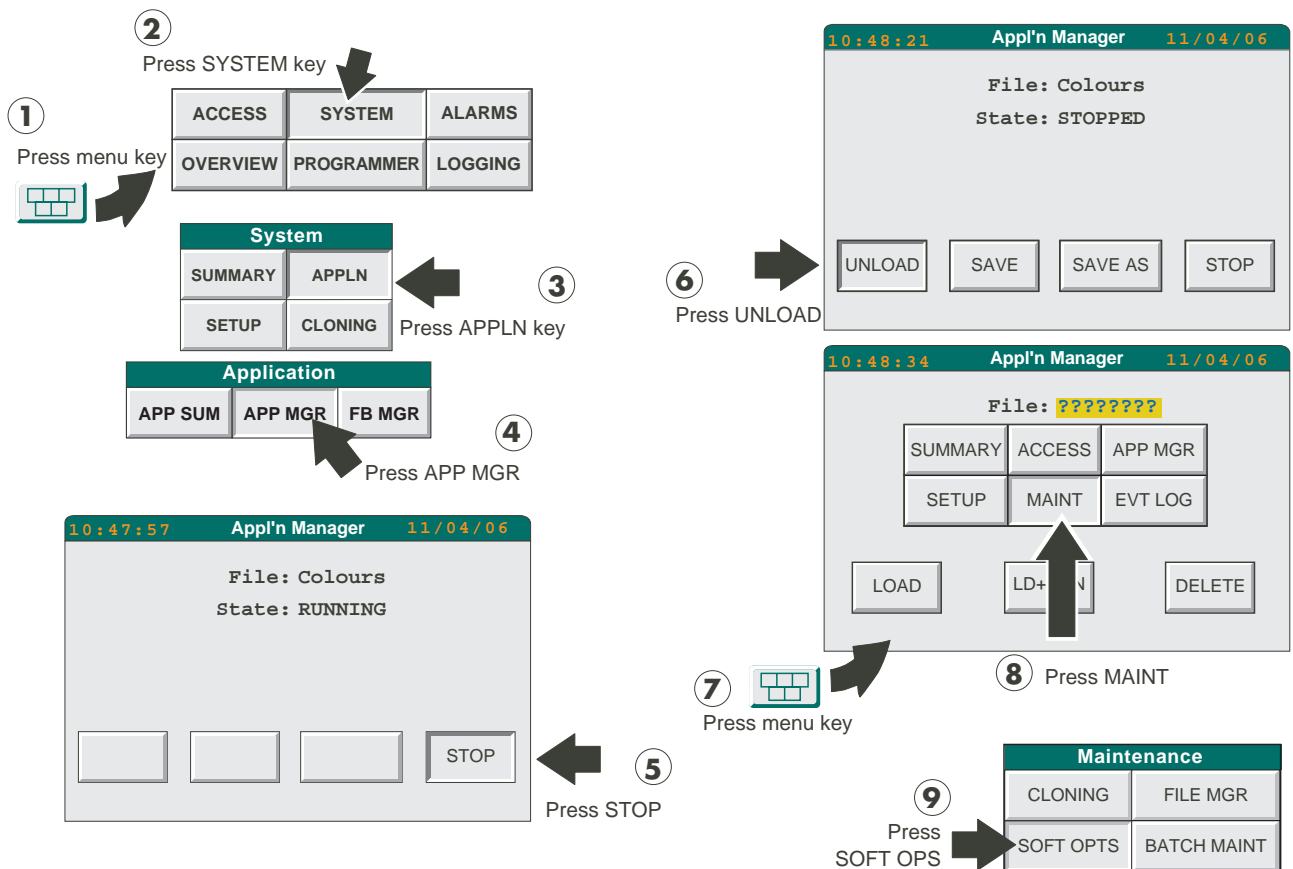 2
Press SYSTEM key
1
Press menu key
ACCESS SYSTEM ALARMS
OVERVIEW PROGRAMMER LOGGING
System
SUMMARY APPLN
SETUP CLONING
3
Press APPLN key
Application
APP SUM APP MGR FB MGR
4
Press APP MGR
10:47:57 Appl'n Manager 11/04/06
File: Colours
State: RUNNING
STOP
5
Press STOP
10:48:21 Appl'n Manager 11/04/06
File: Colours
State: STOPPED
UNLOAD SAVE SAVE AS STOP
6
Press UNLOAD
10:48:34 Appl'n Manager 11/04/06
File: ????????
SUMMARY ACCESS APP MGR
SETUP MAINT EVT LOG
LOAD LD+ N DELETE
7
Press menu key
8
Press MAINT
Maintenance
CLONING FILE MGR
SOFT OPTS BATCH MAINT
9
Press
SOFT OPS